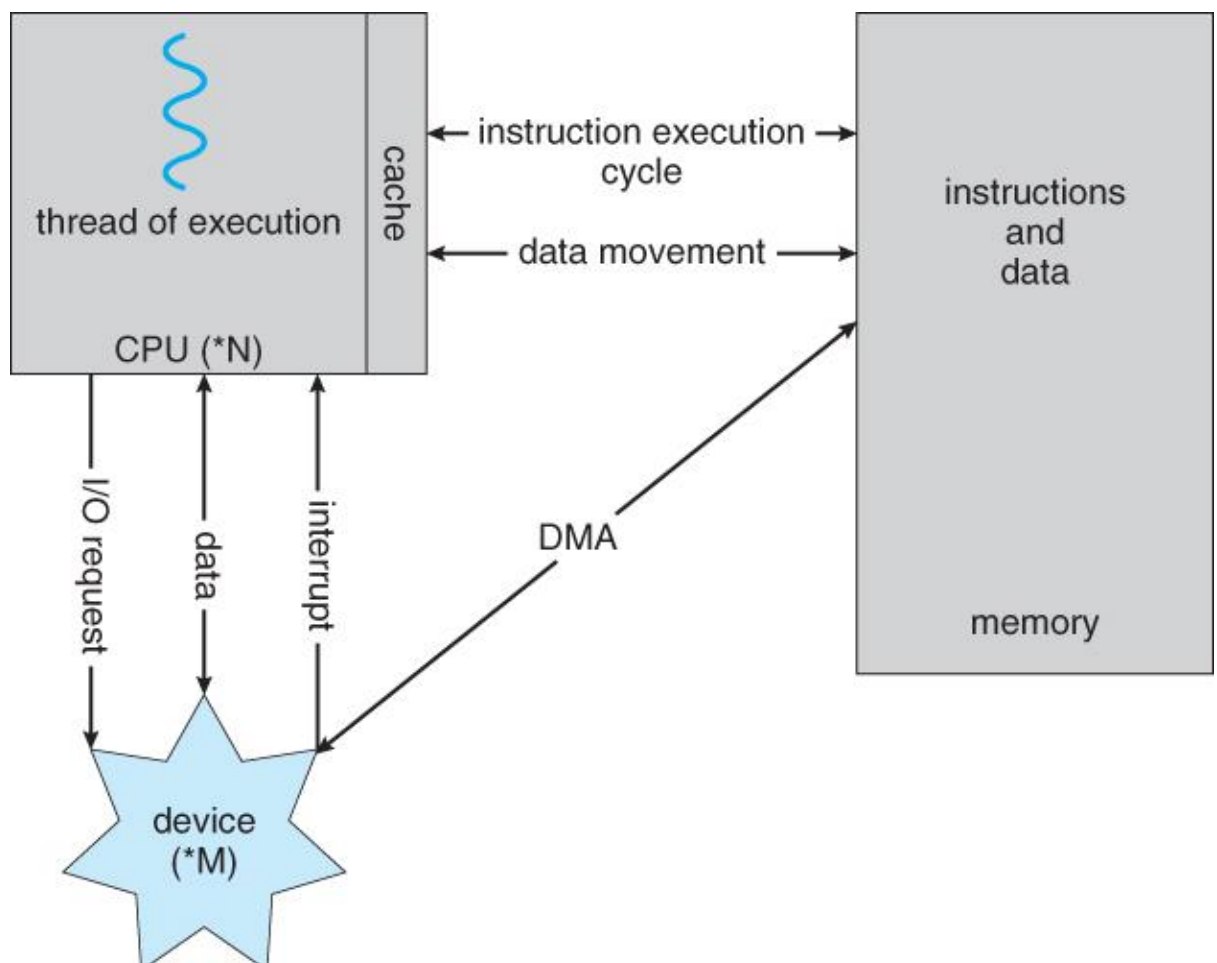 thread of execution
CPU (*N)
cache
instruction execution
cycle
data movement
instructions
and
data
memory
I/O request
data
interrupt
DMA
device
(*M)